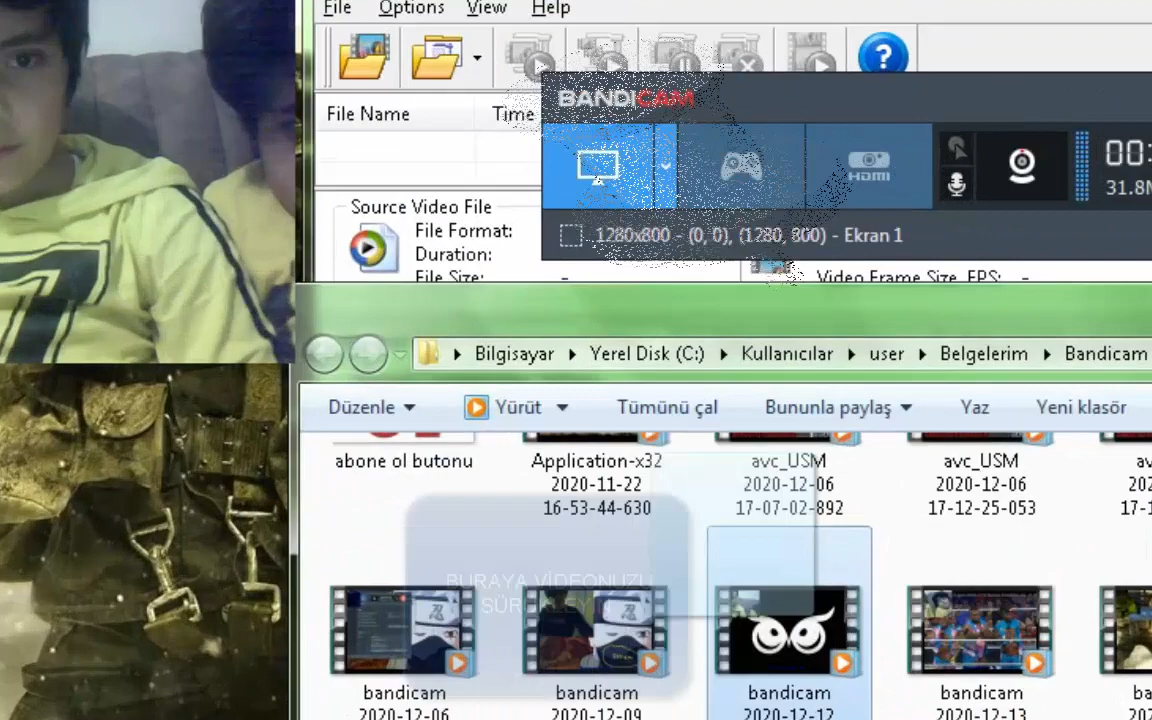 File Options View Help
BANDICAM
File Name Time
HDMI
00:
31.8M
1280x800 - (0, 0), (1280, 800) - Ekran 1
Source Video File
File Format:
Duration:
File Size: -
Video Frame Size, EPS: -
Bilgisayar Yerel Disk (C:) Kullanıcılar user Belgelerim Bandicam
Düzenle Yürüt Tümünü çal Bununla paylaş Yaz Yeni klasör
abone ol butonu
Application-x32
2020-11-22
16-53-44-630
avc_USM
2020-12-06
17-07-02-892
avc_USM
2020-12-06
17-12-25-053
BURAYA VİDEONUZU
bandicam
2020-12-06
bandicam
2020-12-09
bandicam
2020-12-12
bandicam
2020-12-13